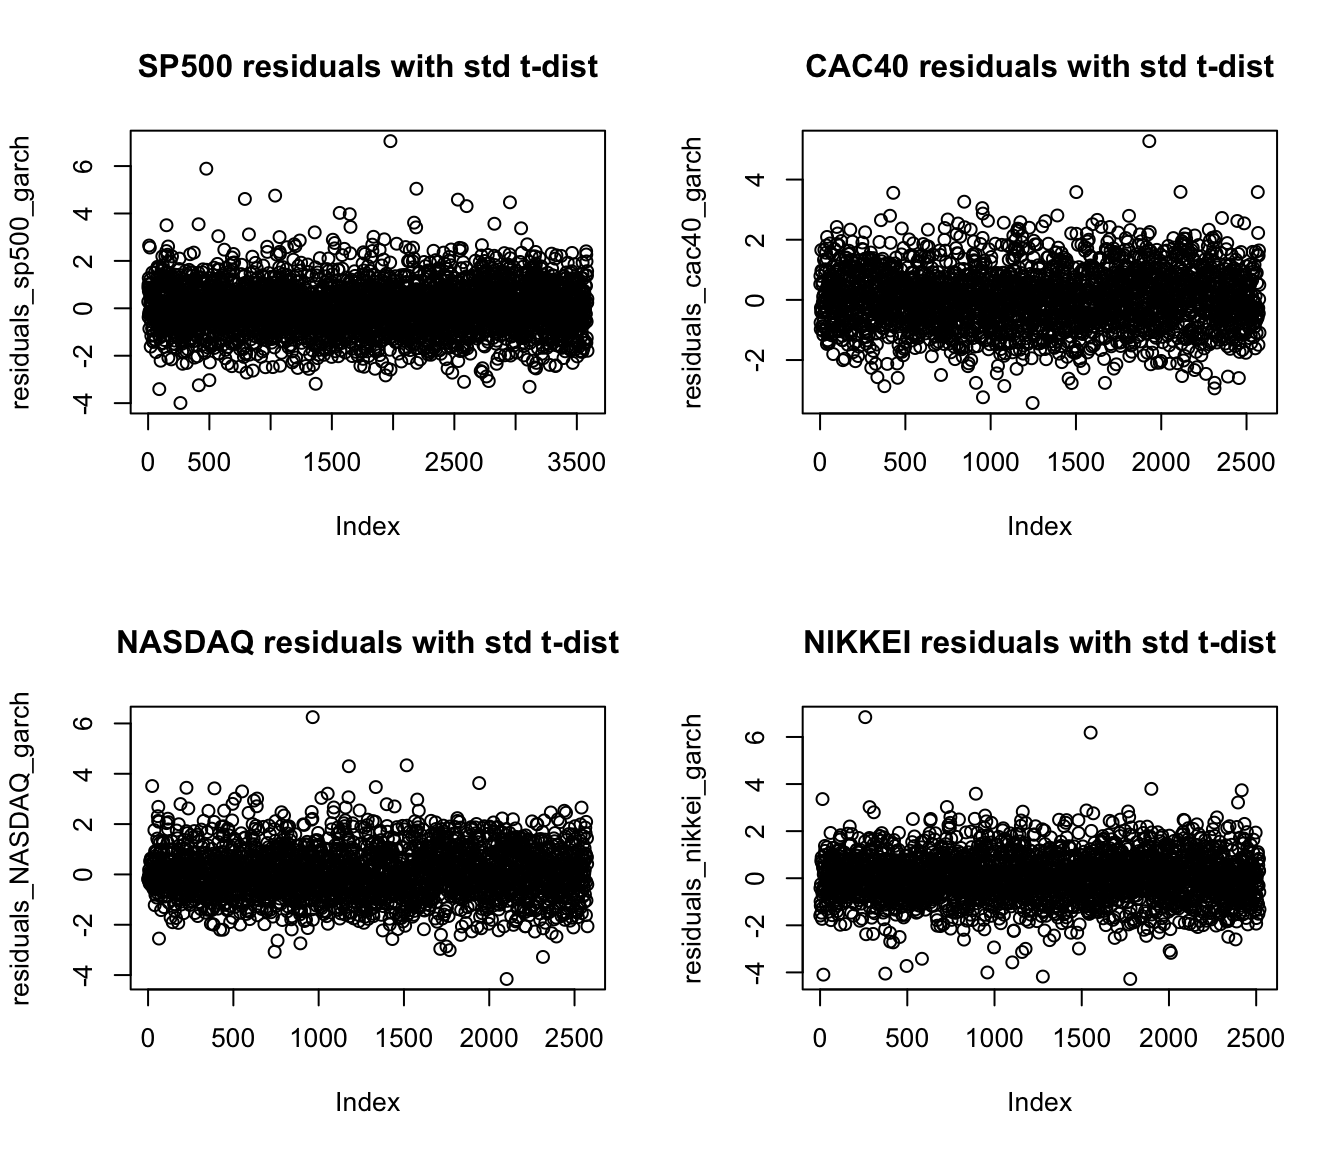 SP500 residuals with std t-dist
residuals_sp500_garch
6
4
2
0
-2
-4
0 500 1500 2500 3500
Index
CAC40 residuals with std t-dist
residuals_cac40_garch
4
2
0
-2
0 500 1000 1500 2000 2500
Index
NASDAQ residuals with std t-dist
residuals_NASDAQ_garch
6
4
2
0
-2
-4
0 500 1000 1500 2000 2500
Index
NIKKEI residuals with std t-dist
residuals_nikkei_garch
6
4
2
0
-2
-4
0 500 1000 1500 2000 2500
Index